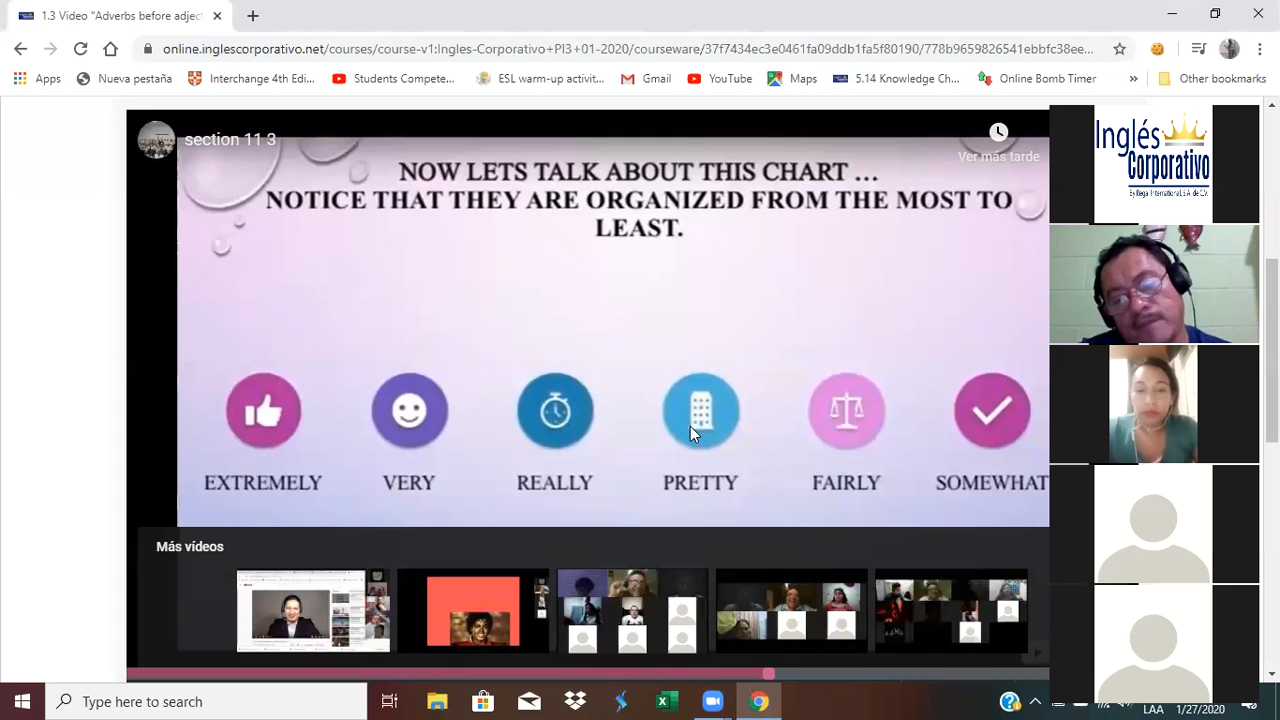 1.3 Video "Adverbs before adject
online.inglescorporativo.net/courses/course-v1:Ingles-Corporativo+PI3+01-2020/courseware/37f7434ec3e0461fa09ddb1fa5f80190/778b9659826541ebbfc38ee...
Apps
Nueva pestaña
Interchange 4th Edi...
Students Compete...
ESL warm-up activit...
Gmail
YouTube
Maps
5.14 Knowledge Ch...
Online Bomb Timer
»
Other bookmarks
section 11 3
Ver más tarde
NOW LETS TALK ABOUT THIS CHART ...
NOTICE THAT THEY ARE ORGANIZED FROM THE MOST TO
LEAST.
EXTREMELY
VERY
REALLY
PRETTY
FAIRLY
SOMEWHAT
Más vídeos
Inglés
Corporativo
Type here to search
LAA
1/27/2020